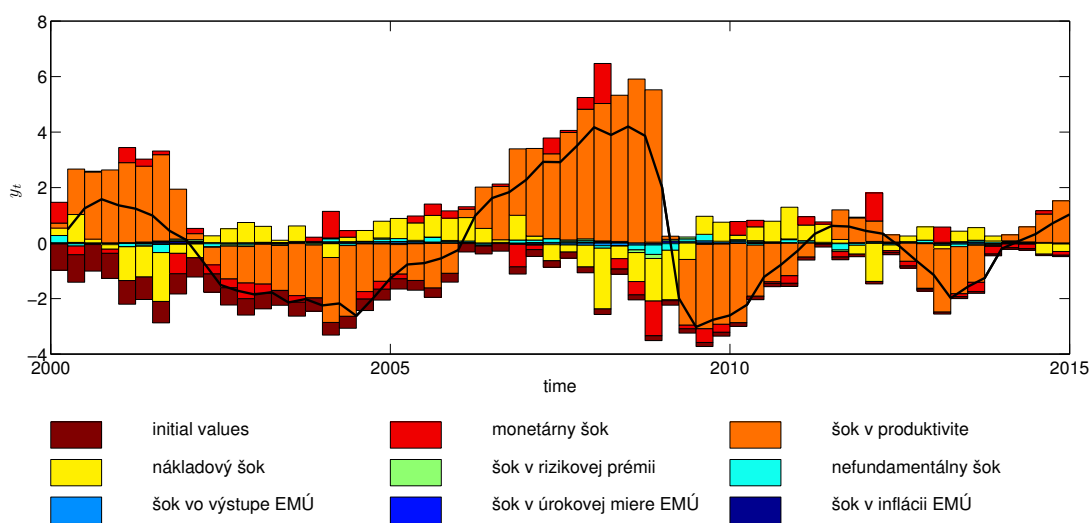 8
6
4
2
0
−2
−4
y_t
2000 2005 2010 2015
time
initial values monetárny šok šok v produktivite
nákladový šok šok v rizikovej prémii nefundamentálny šok
šok vo výstupe EMÚ šok v úrokovej miere EMÚ šok v inflácii EMÚ